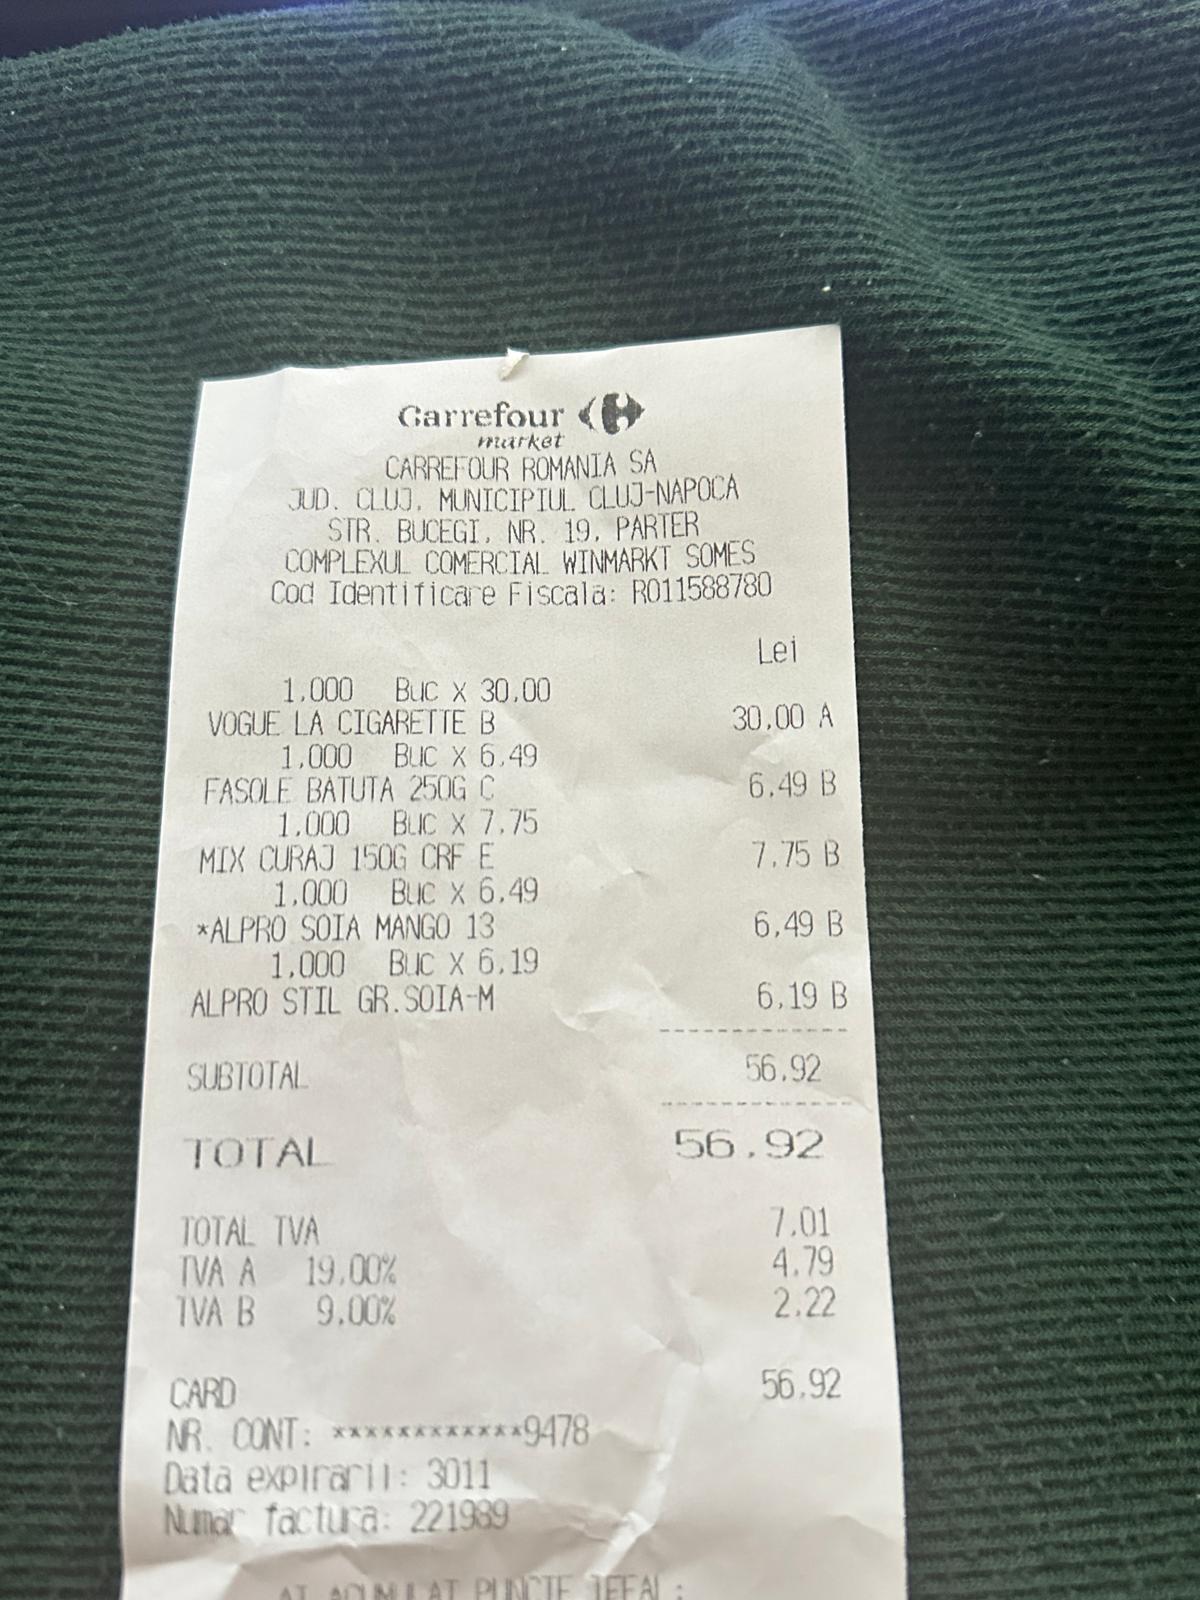 Carrefour
market
CARREFOUR ROMANIA SA
JUD. CLUJ, MUNICIPIUL CLUJ-NAPOCA
STR. BUCEGI, NR. 19, PARTER
COMPLEXUL COMERCIAL WINMARKT SOMES
Cod Identificare Fiscala: RO11588780
Lei
1,000 Buc X 30,00
VOGUE LA CIGARETTE B 30,00 A
1,000 Buc X 6,49
FASOLE BATUTA 250G C 6,49 B
1,000 Buc X 7,75
MIX CURAJ 150G CRF E 7,75 B
1,000 Buc X 6,49
*ALPRO SOIA MANGO 13 6,49 B
1,000 Buc X 6,19
ALPRO STIL GR.SOIA-M 6,19 B
SUBTOTAL 56,92
TOTAL 56,92
TOTAL TVA 7,01
TVA A 19,00% 4,79
TVA B 9,00% 2,22
CARD 56,92
NR. CONT: ************9478
Data expirarii: 3011
Numar factura: 221989
AI ACUMULAT PUNCTE TEFAL: